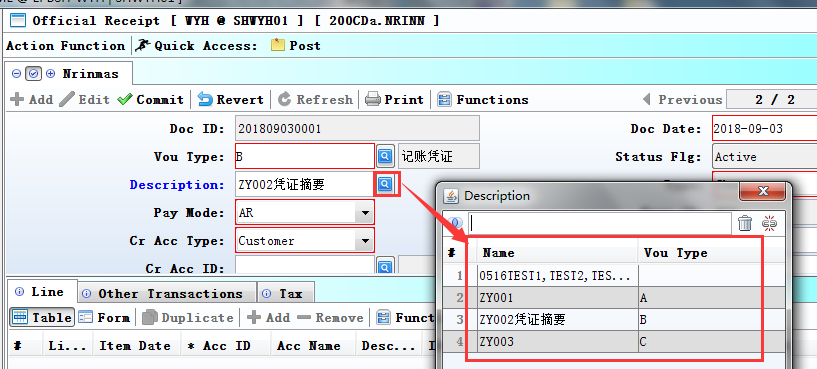 Official Receipt [ WYH @ SHWYH01 ] [ 200CDa.NRINN ]
Action Function Quick Access: Post
Nrinmas
Add Edit Commit Revert Refresh Print Functions Previous 2 / 2
Doc ID: 201809030001 Doc Date: 2018-09-03
Vou Type: B 记账凭证 Status Flg: Active
Description: ZY002凭证摘要
Pay Mode: AR
Cr Acc Type: Customer
Cr Acc ID:
Description
# Name Vou Type
1 0516TEST1,TEST2,TES...
2 ZY001 A
3 ZY002凭证摘要 B
4 ZY003 C
Line Other Transactions Tax
Table Form Duplicate Add Remove Funct
# Li... Item Date * Acc ID Acc Name Desc...